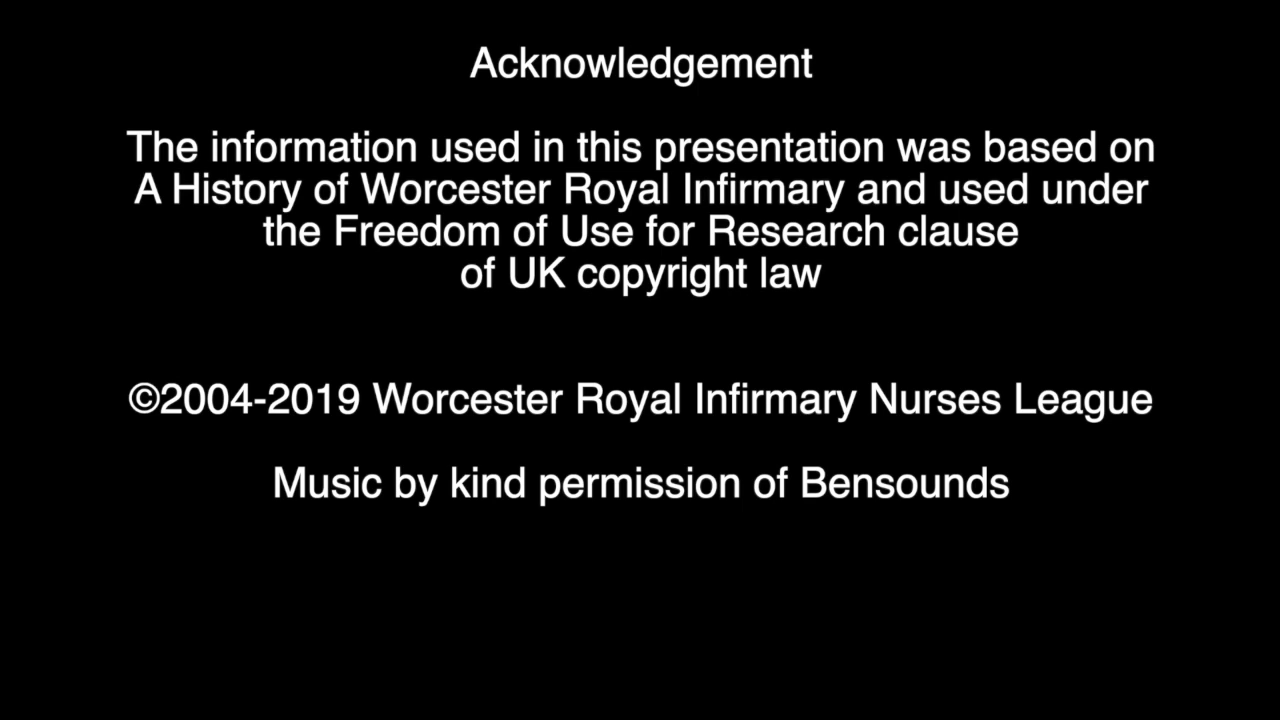 Acknowledgement
The information used in this presentation was based on
A History of Worcester Royal Infirmary and used under
the Freedom of Use for Research clause
of UK copyright law
©2004-2019 Worcester Royal Infirmary Nurses League
Music by kind permission of Bensounds